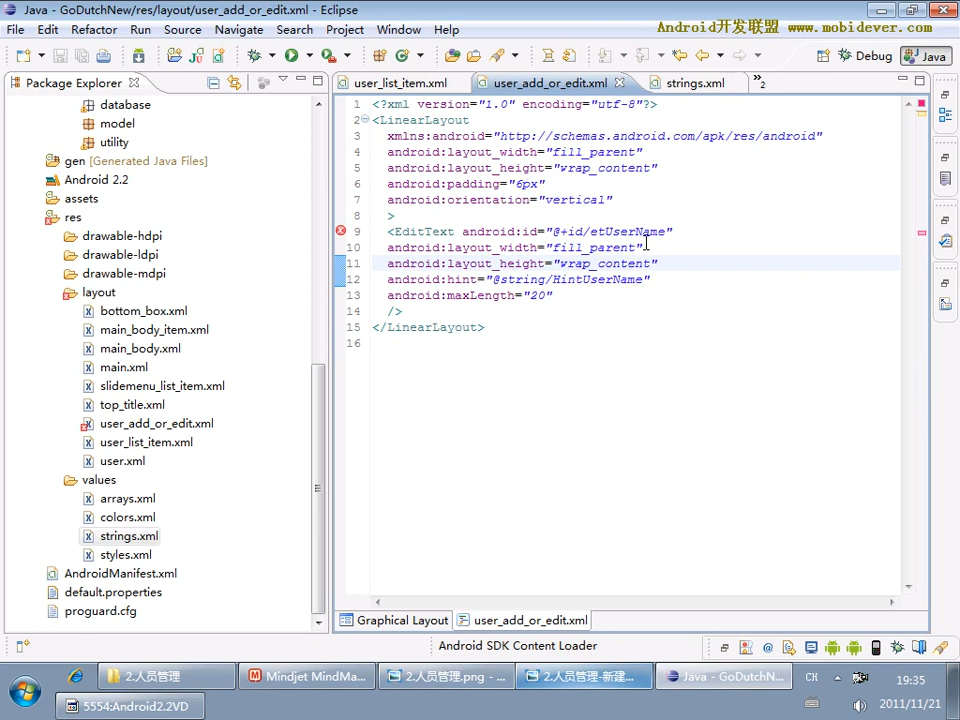 Java - GoDutchNew/res/layout/user_add_or_edit.xml - Eclipse
File Edit Refactor Run Source Navigate Search Project Window Help
Android开发联盟 www.mobidever.com
Debug Java
Package Explorer
user_list_item.xml user_add_or_edit.xml strings.xml »2
database
model
utility
gen [Generated Java Files]
Android 2.2
assets
res
drawable-hdpi
drawable-ldpi
drawable-mdpi
layout
bottom_box.xml
main_body_item.xml
main_body.xml
main.xml
slidemenu_list_item.xml
top_title.xml
user_add_or_edit.xml
user_list_item.xml
user.xml
values
arrays.xml
colors.xml
strings.xml
styles.xml
AndroidManifest.xml
default.properties
proguard.cfg
1 <?xml version="1.0" encoding="utf-8"?>
2 <LinearLayout
3 xmlns:android="http://schemas.android.com/apk/res/android"
4 android:layout_width="fill_parent"
5 android:layout_height="wrap_content"
6 android:padding="6px"
7 android:orientation="vertical"
8 >
9 <EditText android:id="@+id/etUserName"
10 android:layout_width="fill_parent"
11 android:layout_height="wrap_content"
12 android:hint="@string/HintUserName"
13 android:maxLength="20"
14 />
15 </LinearLayout>
16
Graphical Layout user_add_or_edit.xml
Android SDK Content Loader
2.人员管理 Mindjet MindMa... 2.人员管理.png - ... 2.人员管理-新建... Java - GoDutchN... CH 19:35
5554:Android2.2VD 2011/11/21